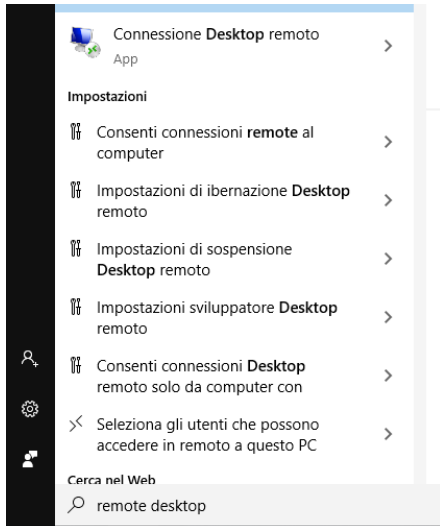 Connessione Desktop remoto
App
Impostazioni
Consenti connessioni remote al
computer
Impostazioni di ibernazione Desktop
remoto
Impostazioni di sospensione
Desktop remoto
Impostazioni sviluppatore Desktop
remoto
Consenti connessioni Desktop
remoto solo da computer con
Seleziona gli utenti che possono
accedere in remoto a questo PC
Cerca nel Web
remote desktop